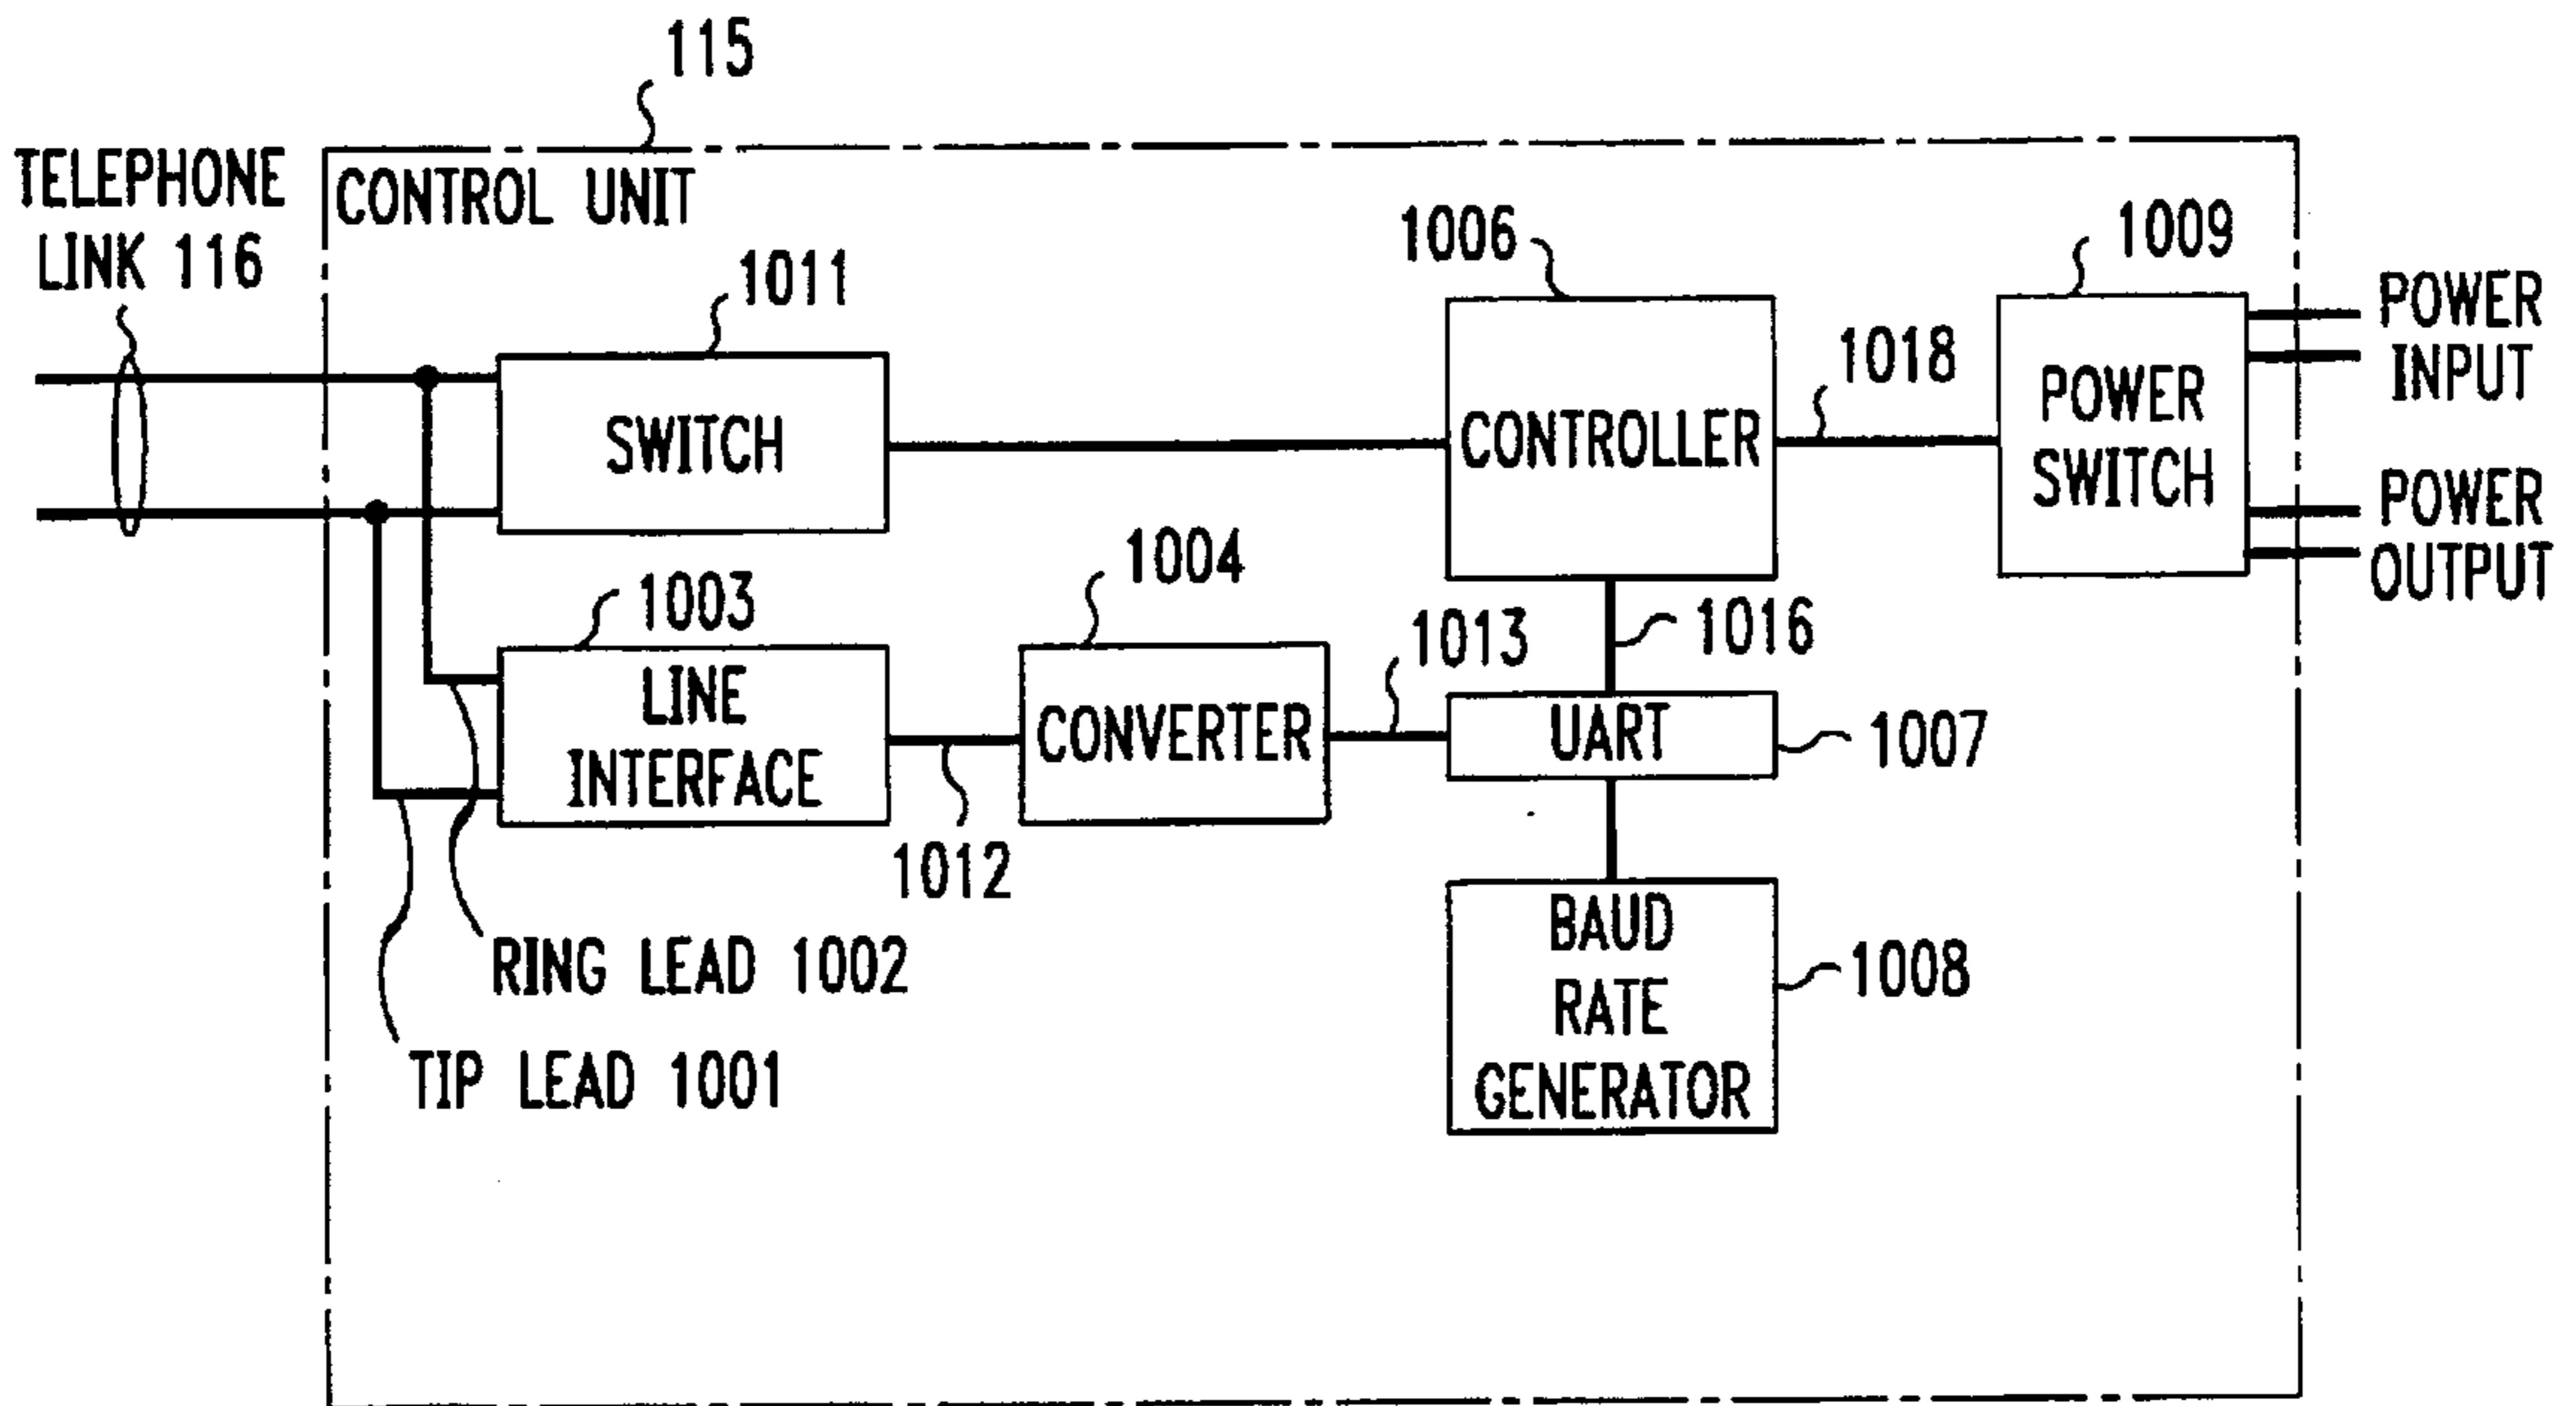 115
TELEPHONE
LINK 116
CONTROL UNIT
1011
SWITCH
1006
CONTROLLER
1018
1009
POWER
SWITCH
POWER
INPUT
POWER
OUTPUT
1003
LINE
INTERFACE
1004
CONVERTER
1012
1013
1016
UART
1007
BAUD
RATE
GENERATOR
1008
RING LEAD 1002
TIP LEAD 1001